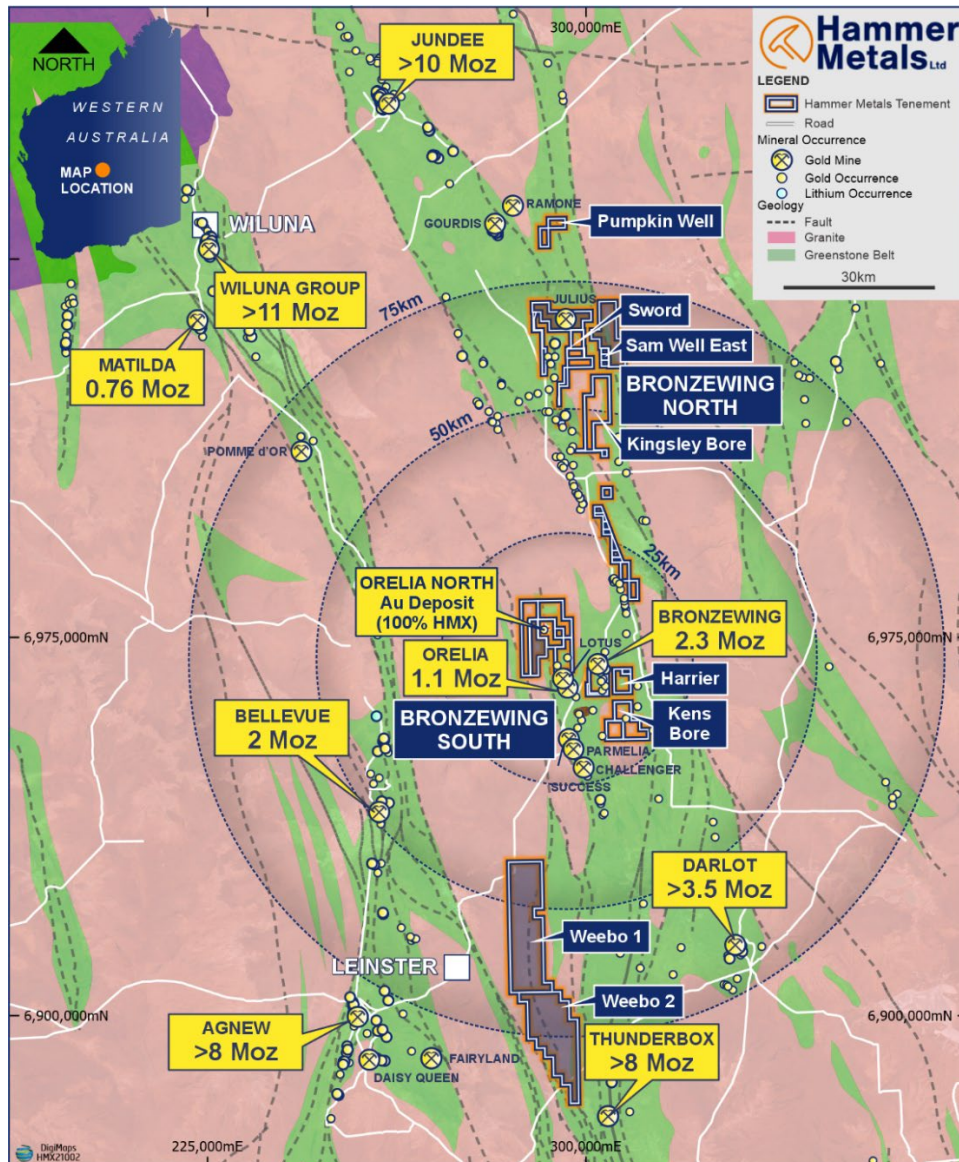 300,000mE
Hammer
Metals Ltd
NORTH
WESTERN
AUSTRALIA
MAP
LOCATION
JUNDEE
>10 Moz
LEGEND
Hammer Metals Tenement
Road
Mineral Occurrence
Gold Mine
Gold Occurrence
Lithium Occurrence
Geology
Fault
Granite
Greenstone Belt
30km
RAMONE
GOURDIS
Pumpkin Well
WILUNA
WILUNA GROUP
>11 Moz
75km
JULIUS
Sword
Sam Well East
MATILDA
0.76 Moz
BRONZEWING
NORTH
50km
Kingsley Bore
POMME d'OR
25km
ORELIA NORTH
Au Deposit
(100% HMX)
6,975,000mN
6,975,000mN
LOTUS
BRONZEWING
2.3 Moz
ORELIA
1.1 Moz
Harrier
BELLEVUE
2 Moz
BRONZEWING
SOUTH
Kens
Bore
PARMELIA
CHALLENGER
SUCCESS
DARLOT
>3.5 Moz
Weebo 1
LEINSTER
Weebo 2
6,900,000mN
6,900,000mN
AGNEW
>8 Moz
THUNDERBOX
>8 Moz
FAIRYLAND
DAISY QUEEN
DigiMaps
HMX21002
225,000mE
300,000mE